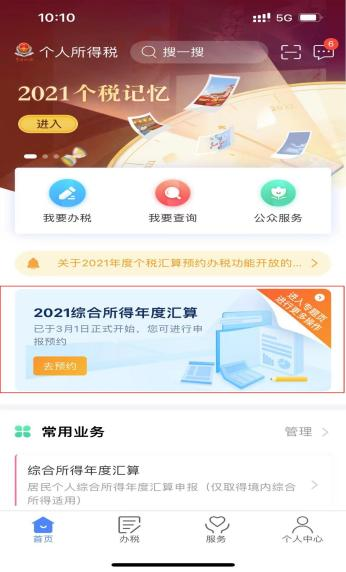 10:10
5G
个人所得税
搜一搜
6
2021个税记忆
进入
我要办税
我要查询
公众服务
关于2021年度个税汇算预约办税功能开放的...
2021综合所得年度汇算
进入专题页
进行更多操作
已于3月1日正式开始，您可进行申
报预约
去预约
常用业务
管理
综合所得年度汇算
居民个人综合所得年度汇算申报（仅取得境内综合
所得适用）
首页
办税
服务
个人中心